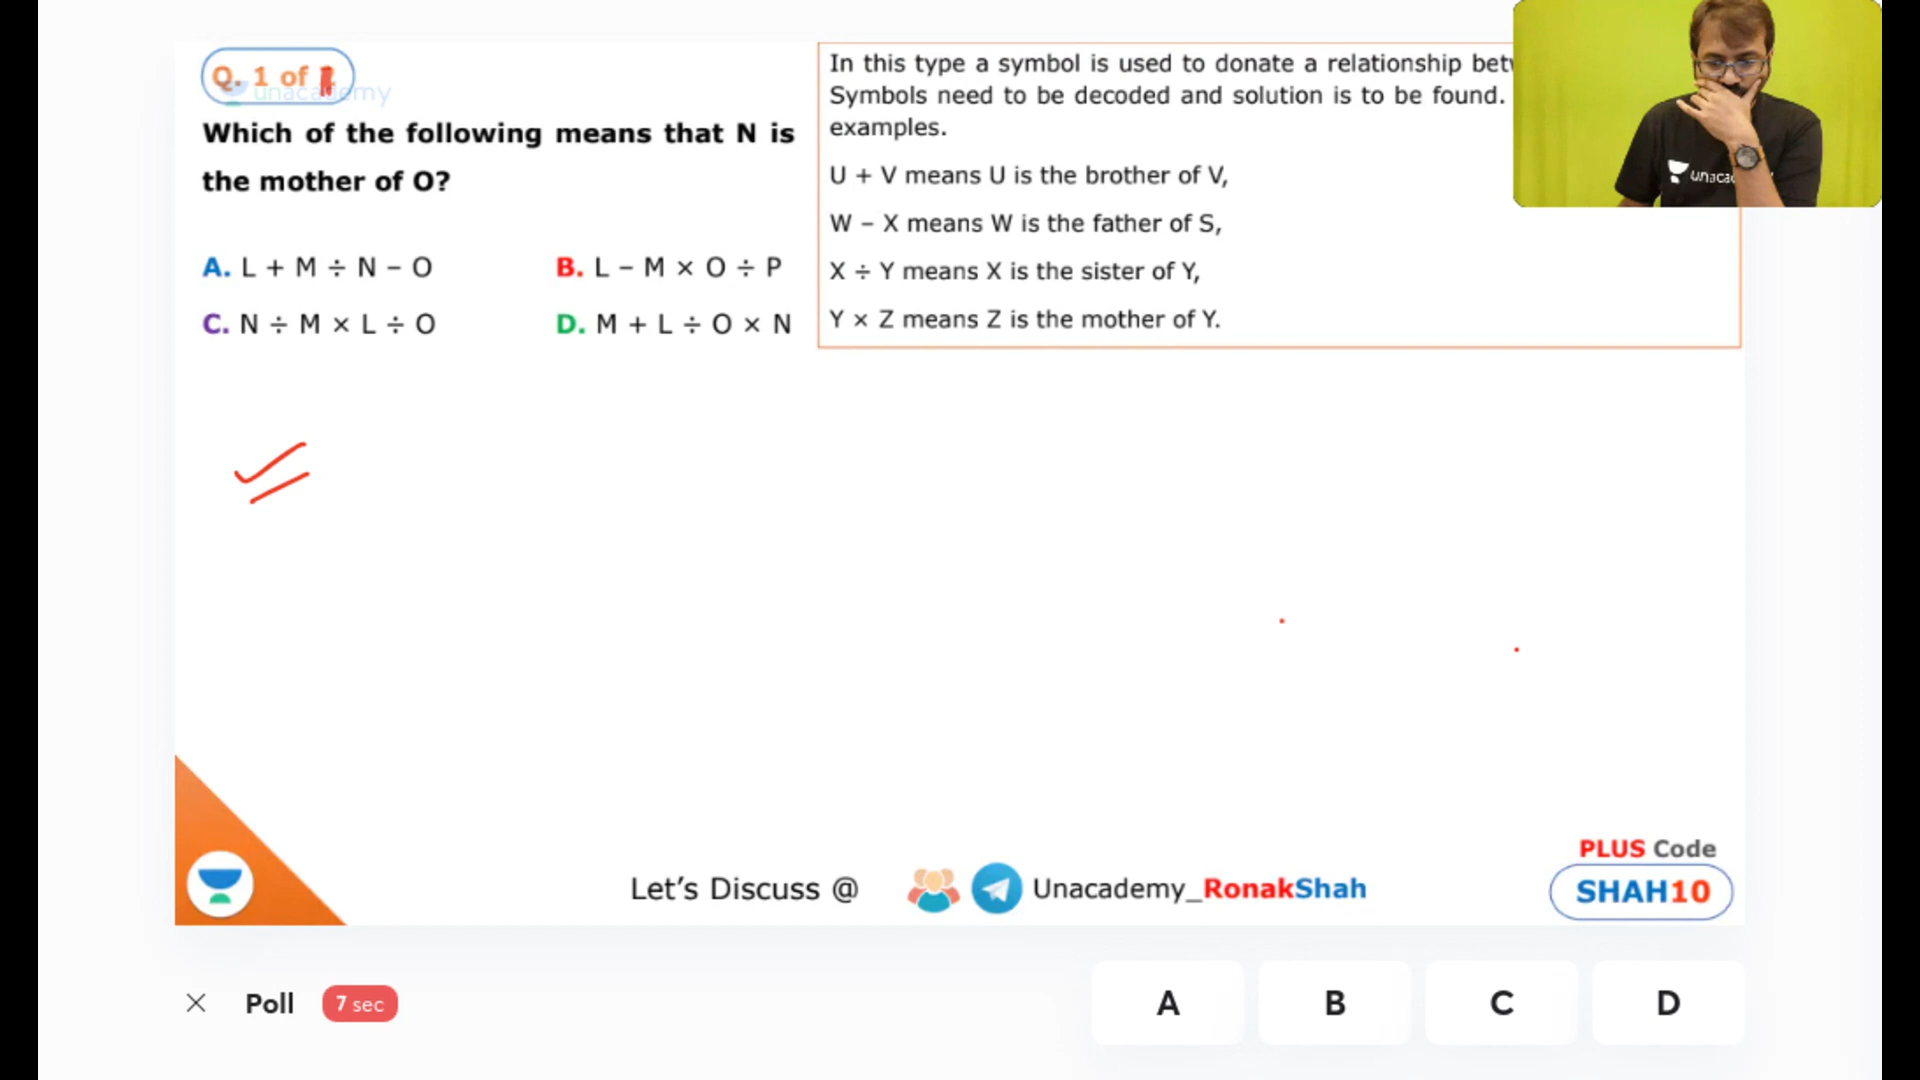 Q. 1 of
unacademy
Which of the following means that N is
the mother of O?
A. L + M ÷ N – O
B. L – M × O ÷ P
C. N ÷ M × L ÷ O
D. M + L ÷ O × N
In this type a symbol is used to donate a relationship
Symbols need to be decoded and solution is to be found.
examples.
U + V means U is the brother of V,
W – X means W is the father of S,
X ÷ Y means X is the sister of Y,
Y × Z means Z is the mother of Y.
Let’s Discuss @
Unacademy_RonakShah
PLUS Code
SHAH10
Poll
7 sec
A
B
C
D